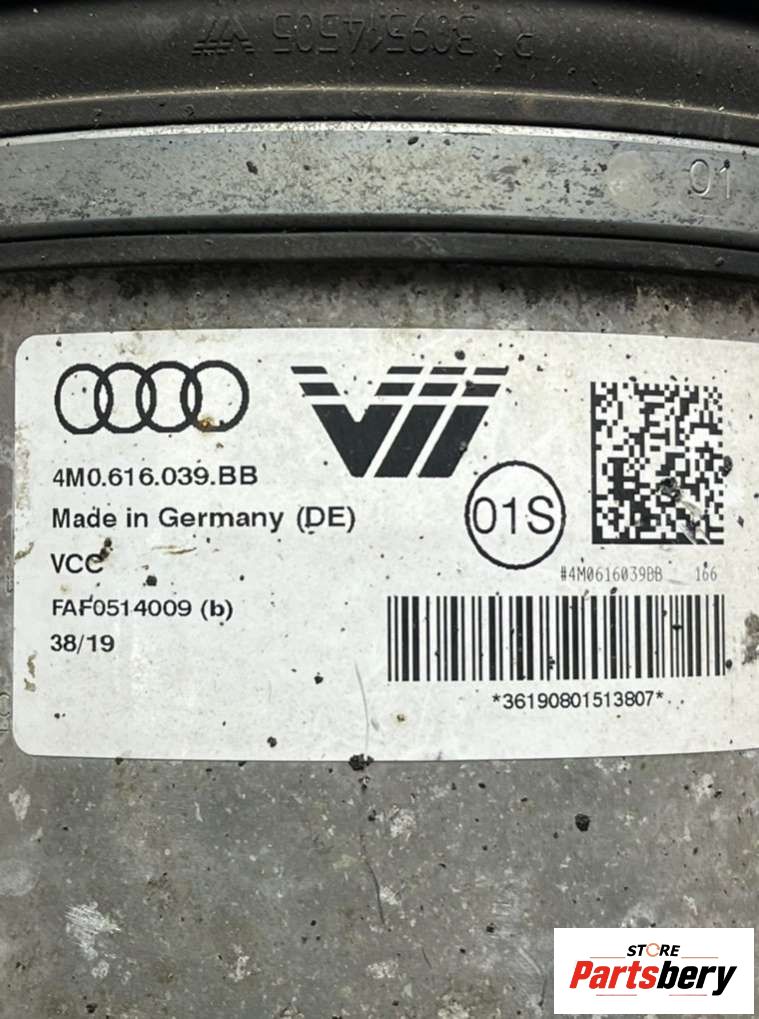 01
4M0.616.039.BB
Made in Germany (DE)
VCC
FAF0514009 (b)
38/19
VII
01S
#4M0616039BB 166
*36190801513807*
STORE
Partsbery